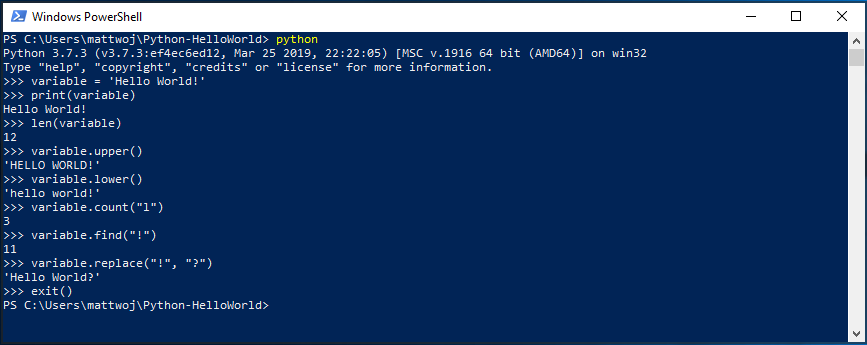 Windows PowerShell
PS C:\Users\mattwoj\Python-HelloWorld> python
Python 3.7.3 (v3.7.3:ef4ec6ed12, Mar 25 2019, 22:22:05) [MSC v.1916 64 bit (AMD64)] on win32
Type "help", "copyright", "credits" or "license" for more information.
>>> variable = 'Hello World!'
>>> print(variable)
Hello World!
>>> len(variable)
12
>>> variable.upper()
'HELLO WORLD!'
>>> variable.lower()
'hello world!'
>>> variable.count("l")
3
>>> variable.find("!")
11
>>> variable.replace("!", "?")
'Hello World?'
>>> exit()
PS C:\Users\mattwoj\Python-HelloWorld>